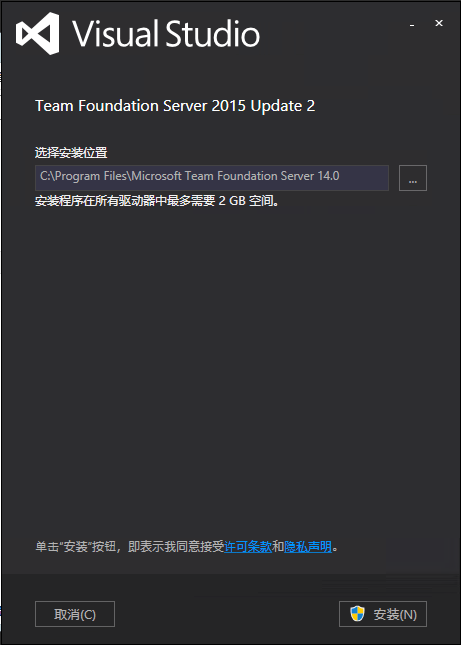 Visual Studio
Team Foundation Server 2015 Update 2
选择安装位置
C:\Program Files\Microsoft Team Foundation Server 14.0
...
安装程序在所有驱动器中最多需要 2 GB 空间。
单击“安装”按钮，即表示我同意接受许可条款和隐私声明。
取消(C)
安装(N)